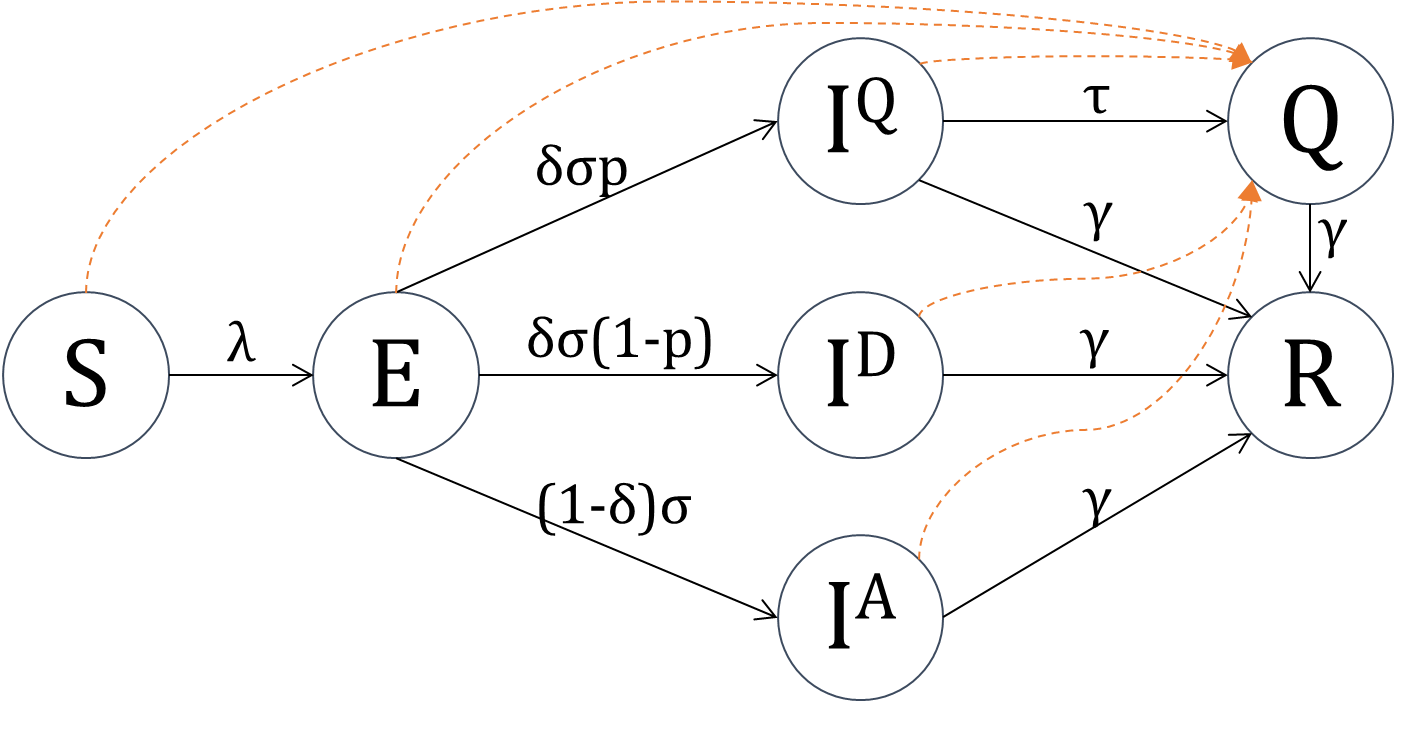 I^Q
τ
Q
δσp
γ
γ
S
λ
E
δσ(1-p)
I^D
γ
R
(1-δ)σ
γ
I^A